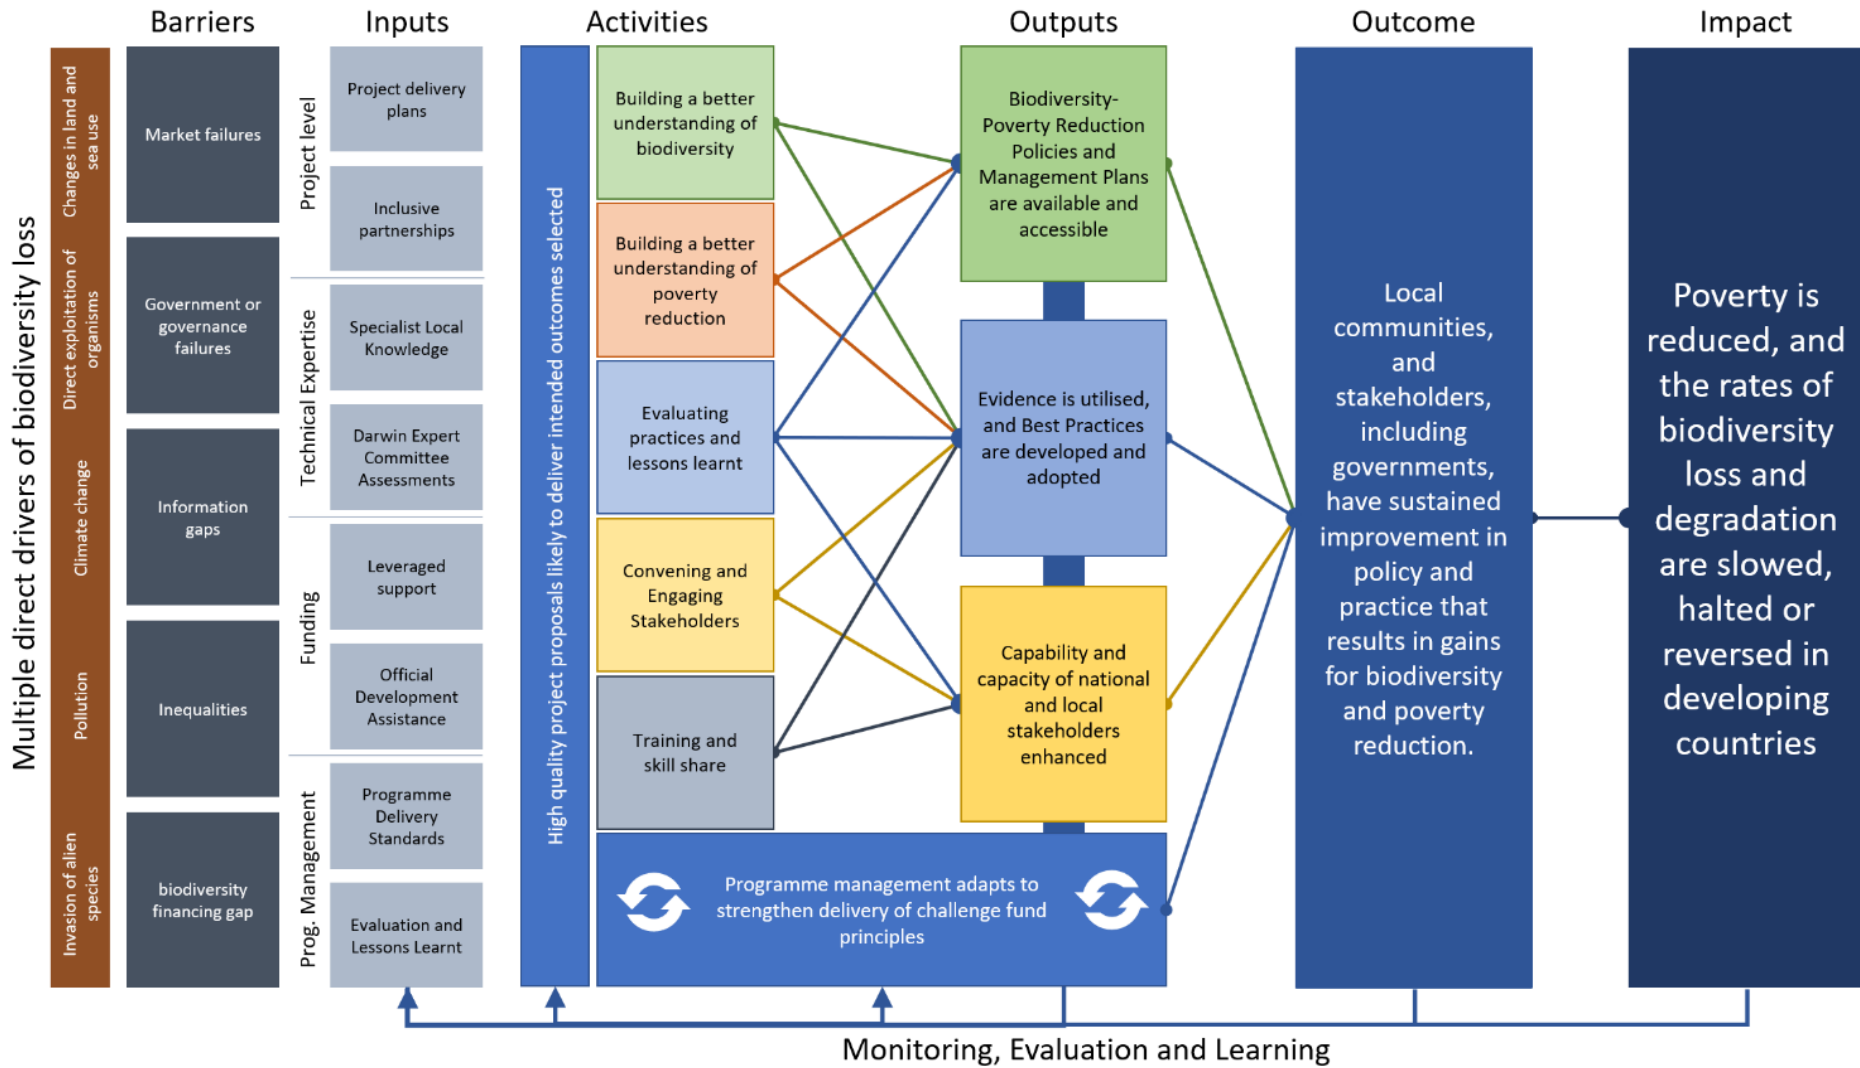 Barriers
Inputs
Activities
Outputs
Outcome
Impact
Multiple direct drivers of biodiversity loss
Changes in land and
sea use
Direct exploitation of
organisms
Climate change
Pollution
Invasion of alien
species
Market failures
Government or
governance
failures
Information
gaps
Inequalities
biodiversity
financing gap
Project level
Project delivery
plans
Inclusive
partnerships
Technical Expertise
Specialist Local
Knowledge
Darwin Expert
Committee
Assessments
Funding
Leveraged
support
Official
Development
Assistance
Prog. Management
Programme
Delivery
Standards
Evaluation and
Lessons Learnt
High quality project proposals likely to deliver intended outcomes selected
Building a better
understanding of
biodiversity
Building a better
understanding of
poverty
reduction
Evaluating
practices and
lessons learnt
Convening and
Engaging
Stakeholders
Training and
skill share
Biodiversity-
Poverty Reduction
Policies and
Management Plans
are available and
accessible
Evidence is utilised,
and Best Practices
are developed and
adopted
Capability and
capacity of national
and local
stakeholders
enhanced
Programme management adapts to
strengthen delivery of challenge fund
principles
Local
communities,
and
stakeholders,
including
governments,
have sustained
improvement in
policy and
practice that
results in gains
for biodiversity
and poverty
reduction.
Poverty is
reduced, and
the rates of
biodiversity
loss and
degradation
are slowed,
halted or
reversed in
developing
countries
Monitoring, Evaluation and Learning